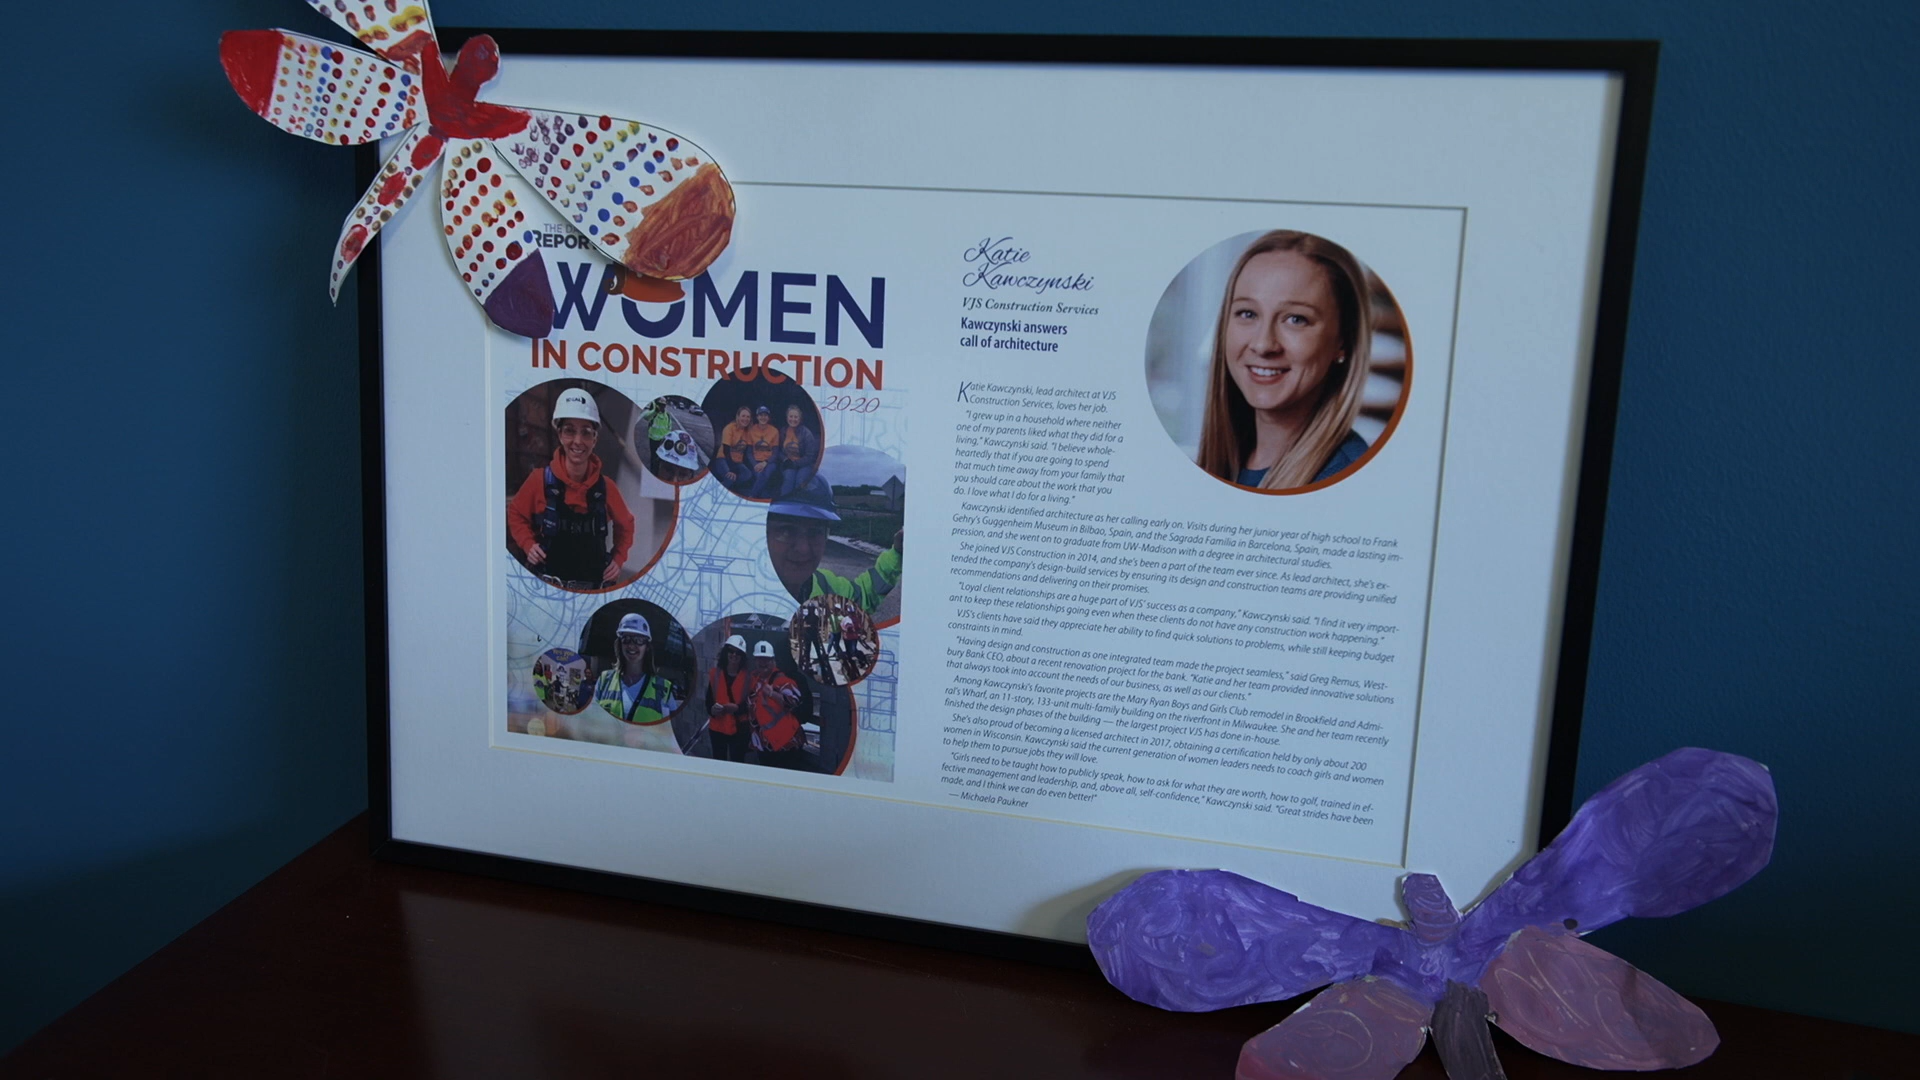 THE D
REPOR
WOMEN
IN CONSTRUCTION
2020
Katie
Kawczynski
VJS Construction Services
Kawczynski answers
call of architecture
Katie Kawczynski, lead architect at VJS
Construction Services, loves her job.
"I grew up in a household where neither
one of my parents liked what they did for a
living," Kawczynski said. "I believe whole-
heartedly that if you are going to spend
that much time away from your family that
you should care about the work that you
do. I love what I do for a living."
Kawczynski identified architecture as her calling early on. Visits during her junior year of high school to Frank
Gehry's Guggenheim Museum in Bilbao, Spain, and the Sagrada Familia in Barcelona, Spain, made a lasting im-
pression, and she went on to graduate from UW-Madison with a degree in architectural studies.
She joined VJS Construction in 2014, and she's been a part of the team ever since. As lead architect, she's ex-
tended the company's design-build services by ensuring its design and construction teams are providing unified
recommendations and delivering on their promises.
"Loyal client relationships are a huge part of VJS' success as a company," Kawczynski said. "I find it very import-
ant to keep these relationships going even when these clients do not have any construction work happening."
VJS's clients have said they appreciate her ability to find quick solutions to problems, while still keeping budget
constraints in mind.
"Having design and construction as one integrated team made the project seamless," said Greg Remus, West-
bury Bank CEO, about a recent renovation project for the bank. "Katie and her team provided innovative solutions
that always took into account the needs of our business, as well as our clients."
Among Kawczynski's favorite projects are the Mary Ryan Boys and Girls Club remodel in Brookfield and Admi-
ral's Wharf, an 11-story, 133-unit multi-family building on the riverfront in Milwaukee. She and her team recently
finished the design phases of the building — the largest project VJS has done in-house.
She's also proud of becoming a licensed architect in 2017, obtaining a certification held by only about 200
women in Wisconsin. Kawczynski said the current generation of women leaders needs to coach girls and women
to help them to pursue jobs they will love.
"Girls need to be taught how to publicly speak, how to ask for what they are worth, how to golf, trained in ef-
fective management and leadership, and, above all, self-confidence," Kawczynski said. "Great strides have been
made, and I think we can do even better!"
— Michaela Paukner